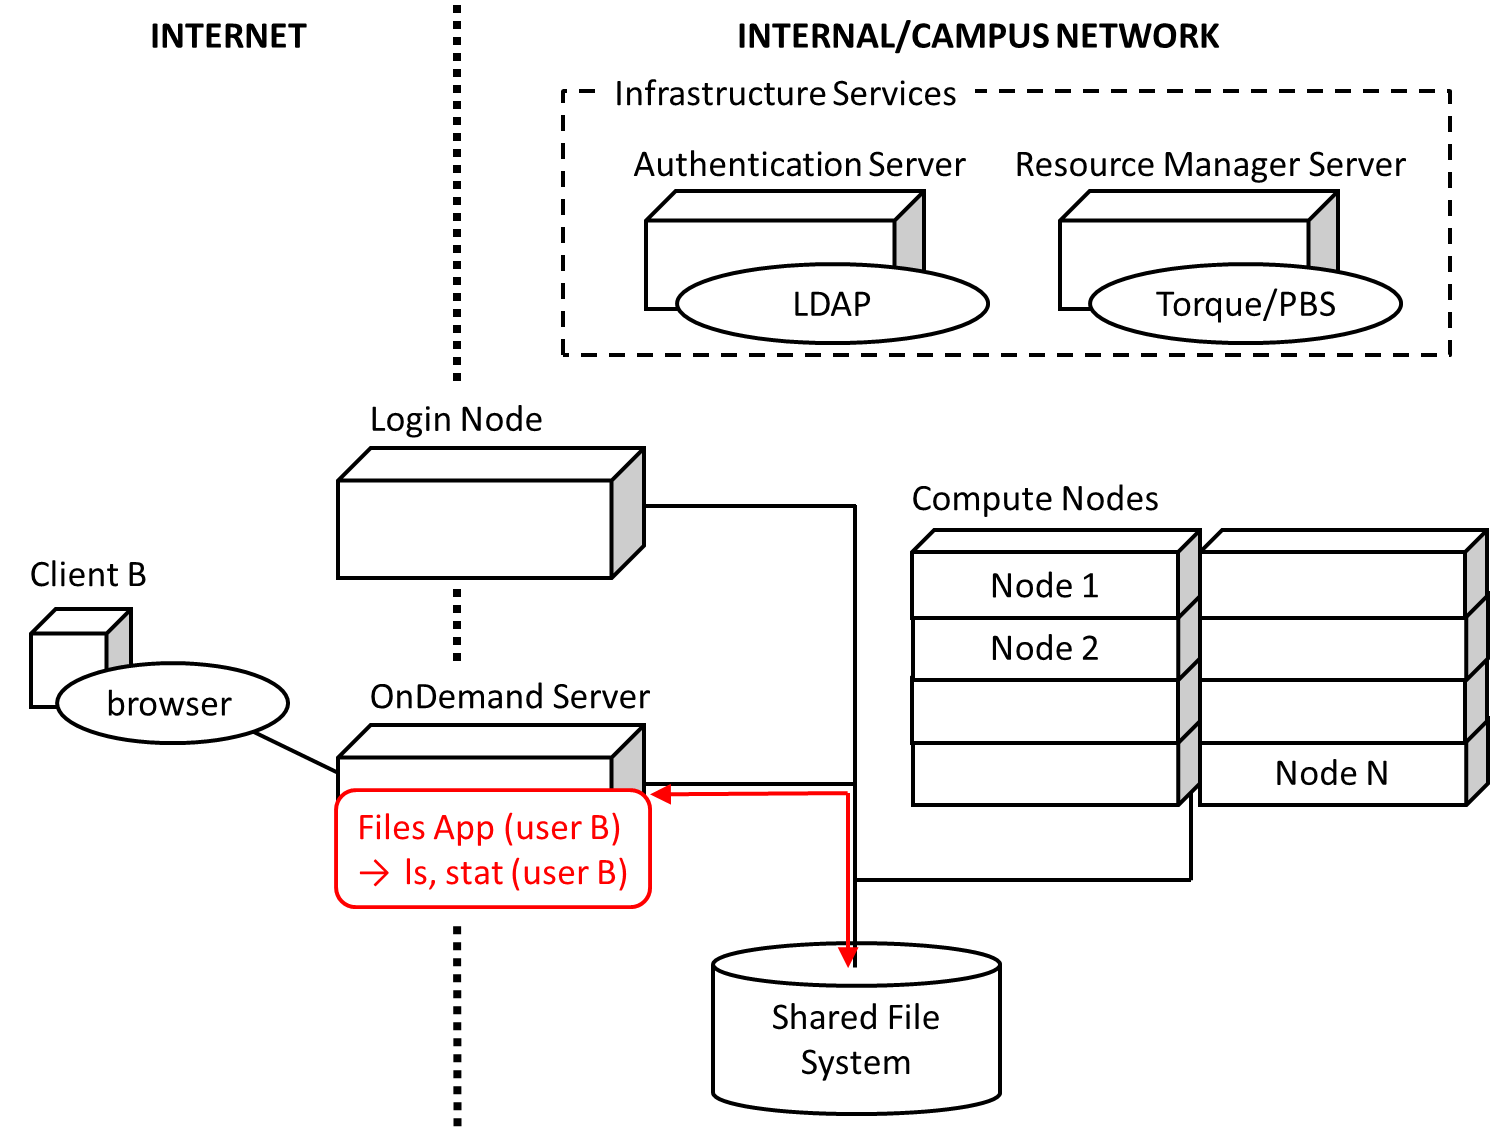 INTERNET
INTERNAL/CAMPUS NETWORK
Infrastructure Services
Authentication Server
Resource Manager Server
LDAP
Torque/PBS
Login Node
Compute Nodes
Node 1
Client B
Node 2
browser
OnDemand Server
Node N
Files App (user B)
→ ls, stat (user B)
Shared File
System